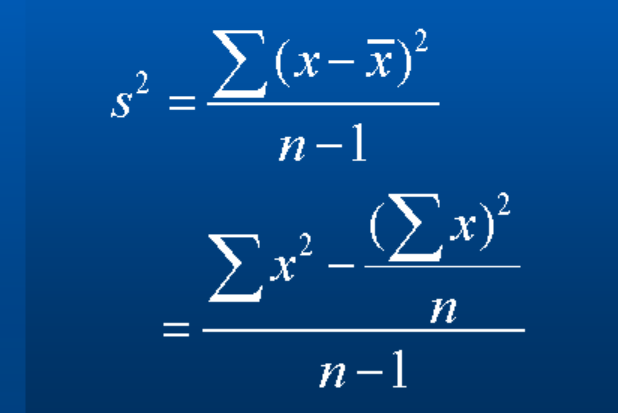 s² = ∑(x − x̅)² / (n − 1)
= (∑x² − (∑x)² / n) / (n − 1)